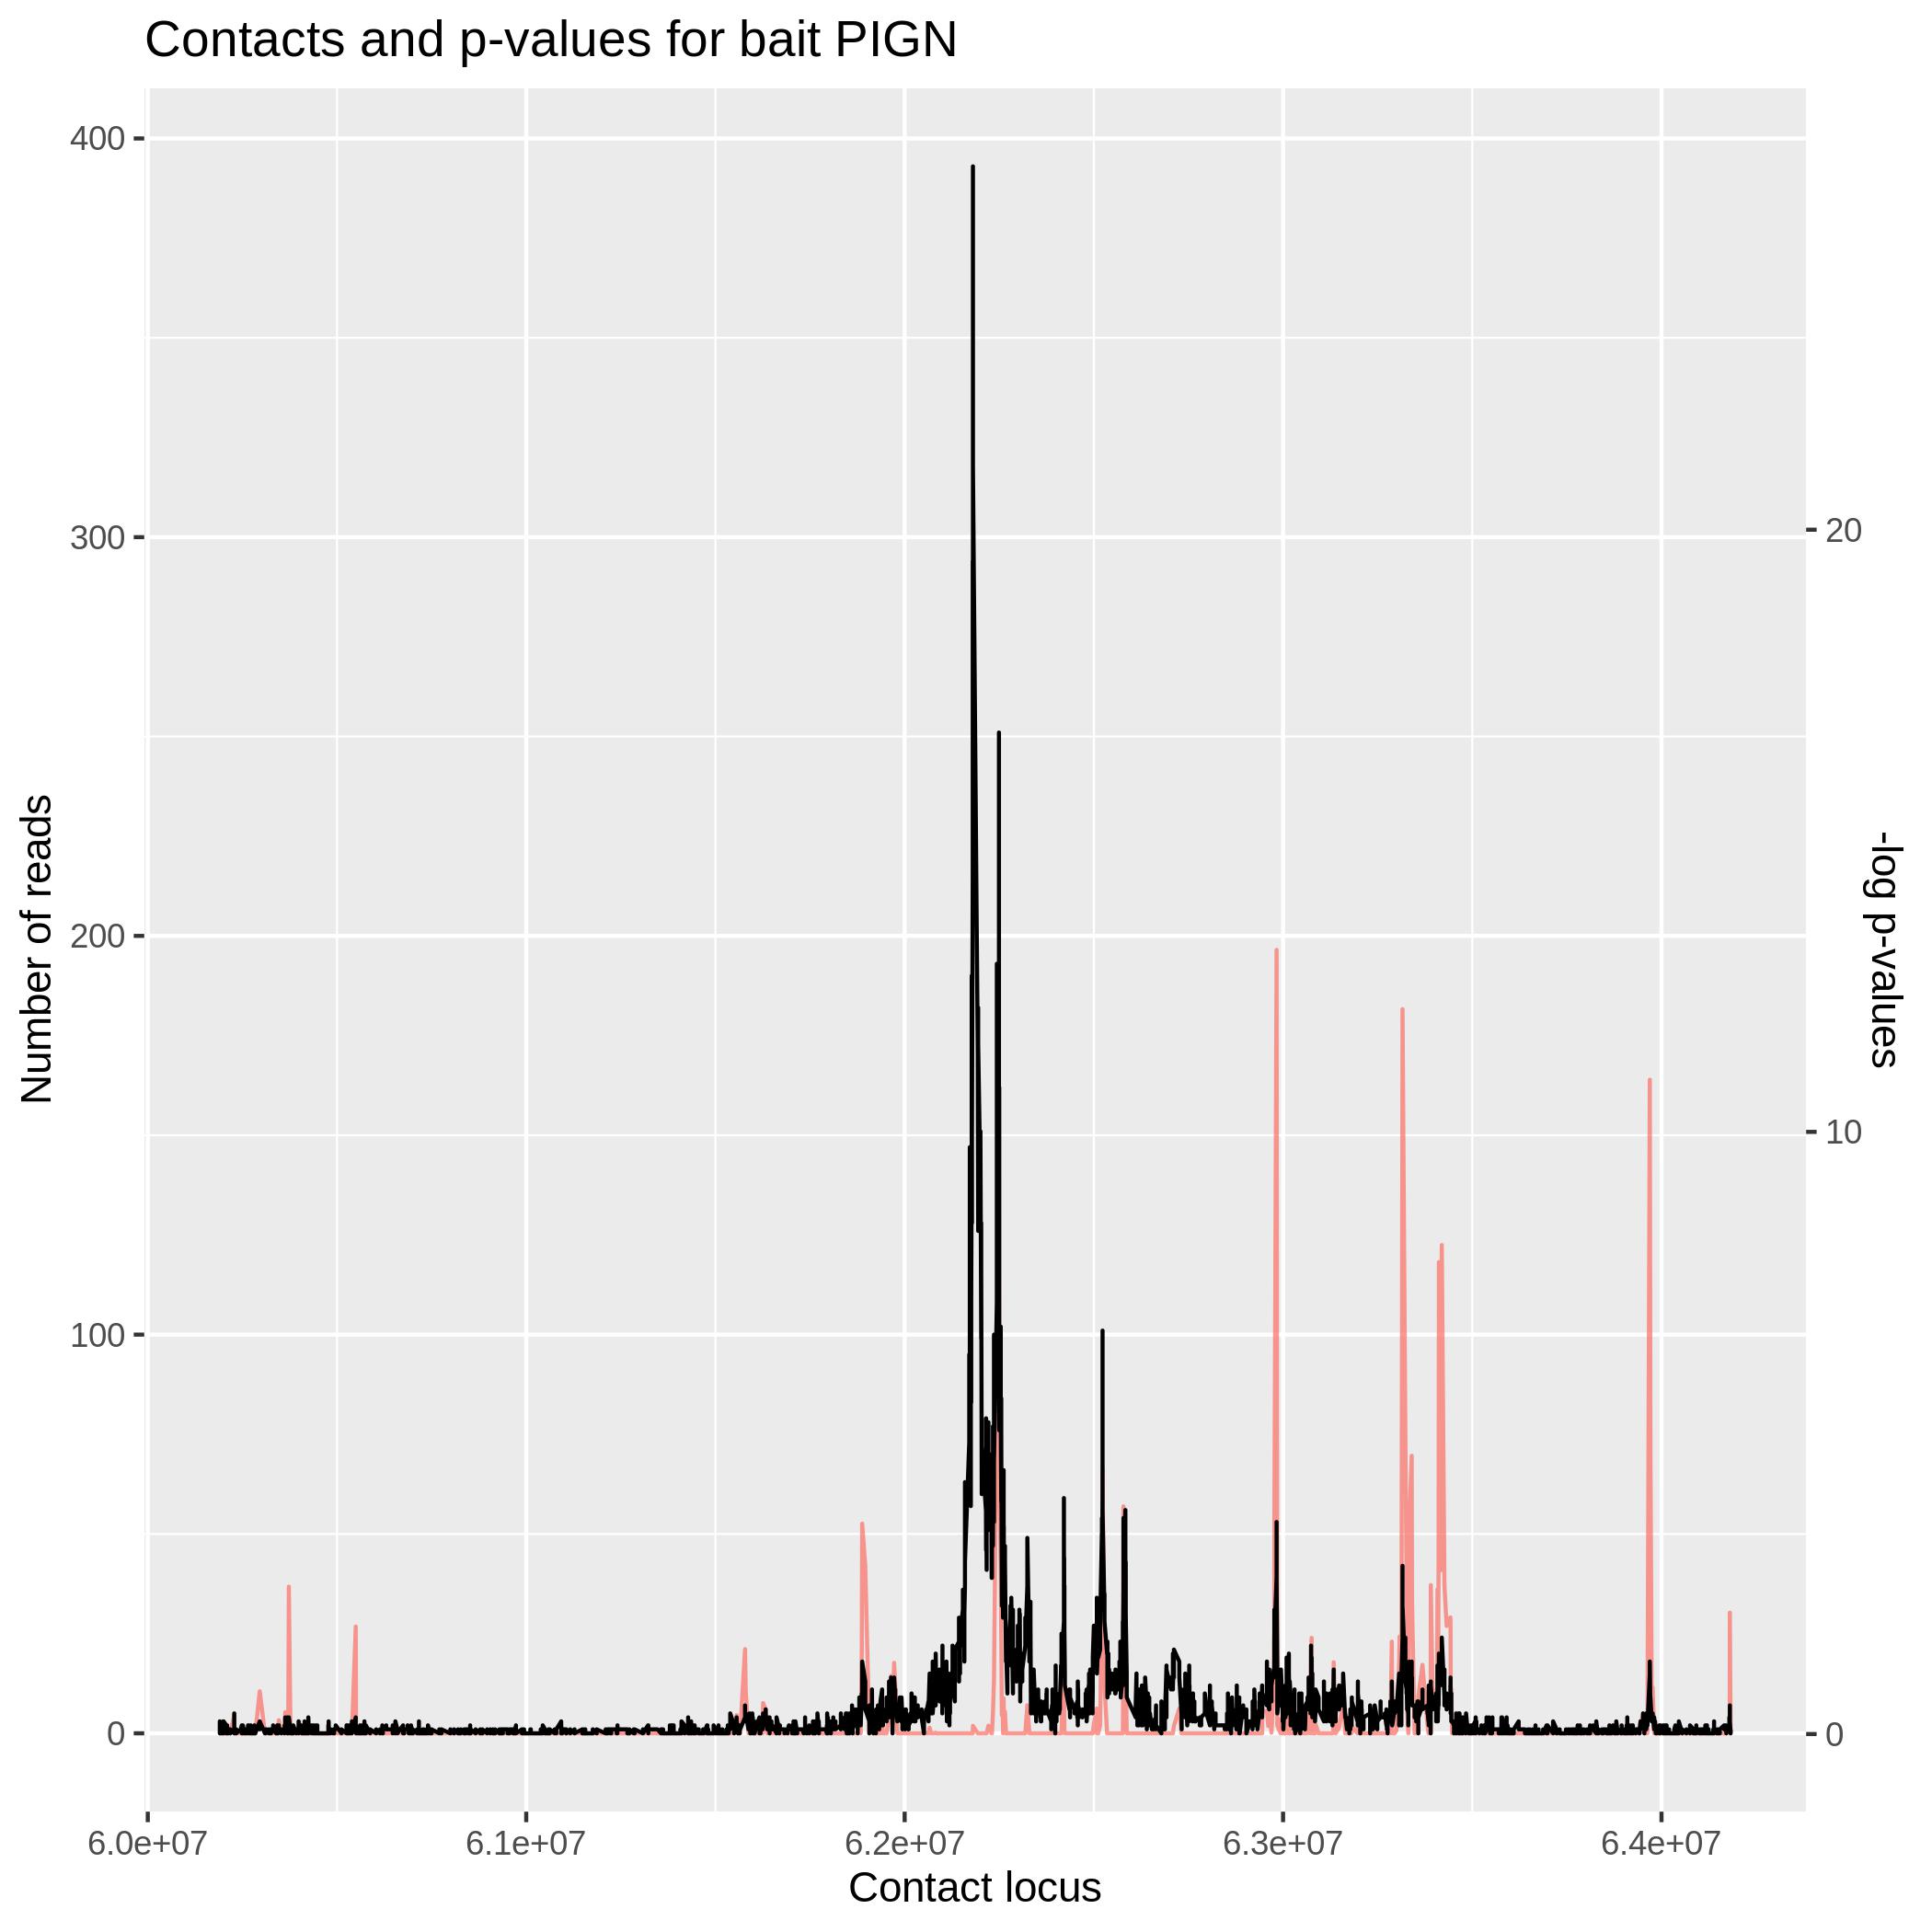 Contacts and p-values for bait PIGN
Number of reads
400
300
200
100
0
20
10
0
-log p-values
6.0e+07
6.1e+07
6.2e+07
6.3e+07
6.4e+07
Contact locus